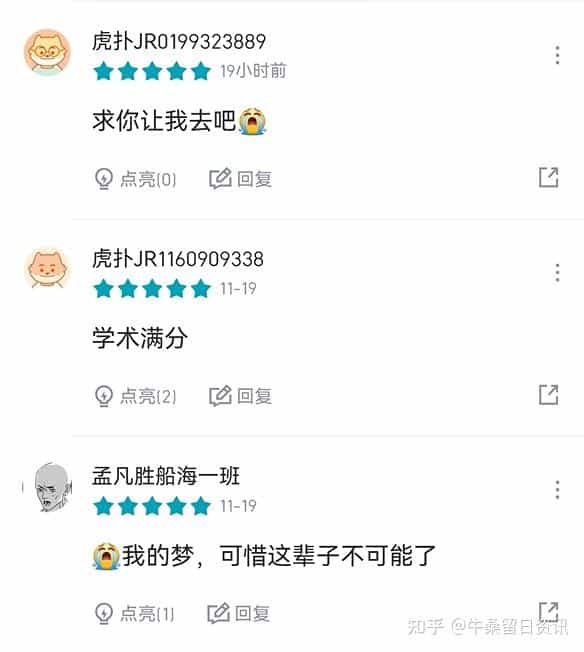 虎扑JR0199323889
19小时前
求你让我去吧😭
点亮(0) 回复
虎扑JR1160909338
11-19
学术满分
点亮(2) 回复
孟凡胜船海一班
11-19
😭我的梦，可惜这辈子不可能了
点亮(1) 回复
知乎 @牛桑留日资讯